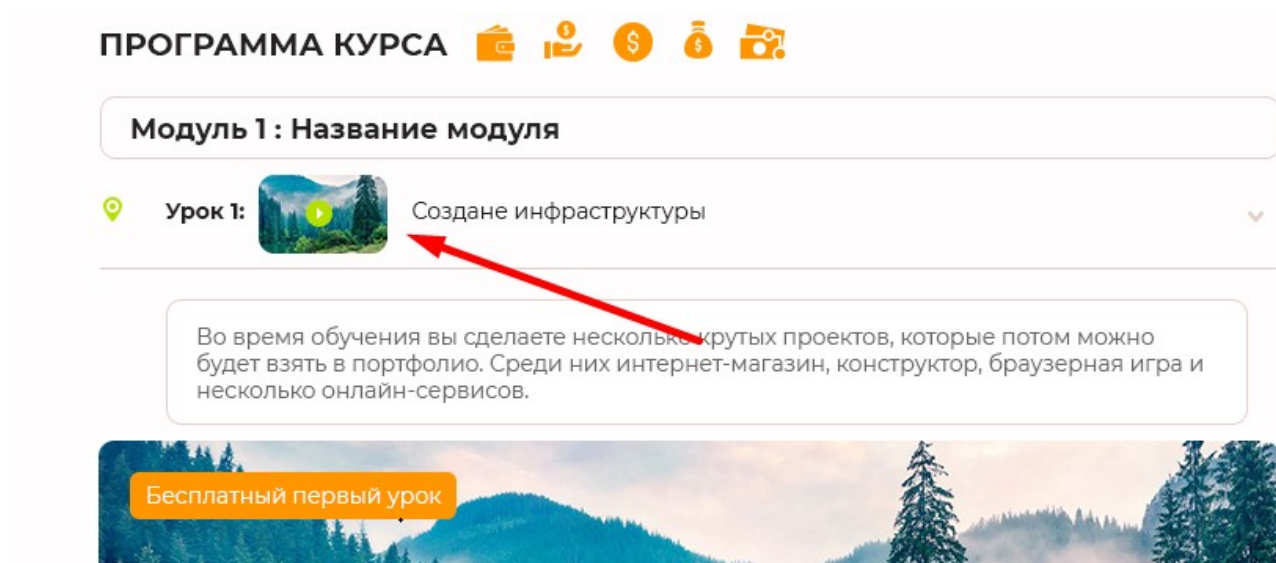 ПРОГРАММА КУРСА
Модуль 1 : Название модуля
Урок 1:
Создане инфраструктуры
Во время обучения вы сделаете несколько крутых проектов, которые потом можно
будет взять в портфолио. Среди них интернет-магазин, конструктор, браузерная игра и
несколько онлайн-сервисов.
Бесплатный первый урок